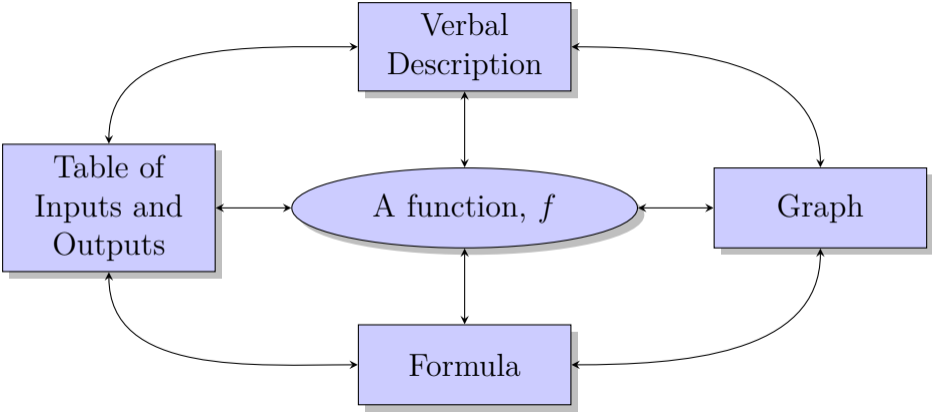 Verbal
Description
Table of
Inputs and
Outputs
A function, f
Graph
Formula